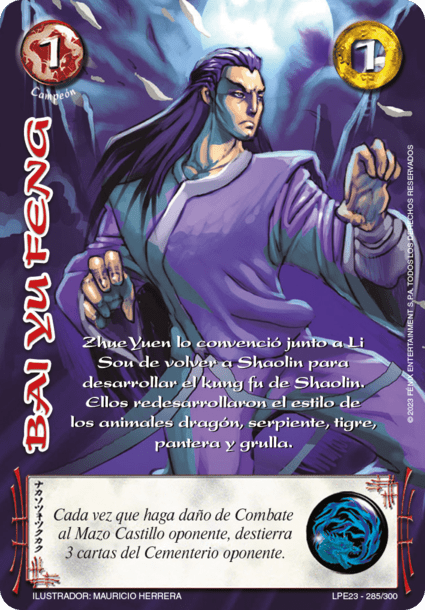 1
Campeón
1
BAI YU FENG
© 2023 FÉNIX ENTERTAINMENT S.P.A. TODOS LOS DERECHOS RESERVADOS
Zhue Yuen lo convenció junto a Li
Sou de volver a Shaolin para
desarrollar el kung fu de Shaolin.
Ellos redesarrollaron el estilo de
los animales dragón, serpiente, tigre,
pantera y grulla.
Cada vez que haga daño de Combate
al Mazo Castillo oponente, destierra
3 cartas del Cementerio oponente.
ILUSTRADOR: MAURICIO HERRERA
LPE23 - 285/300